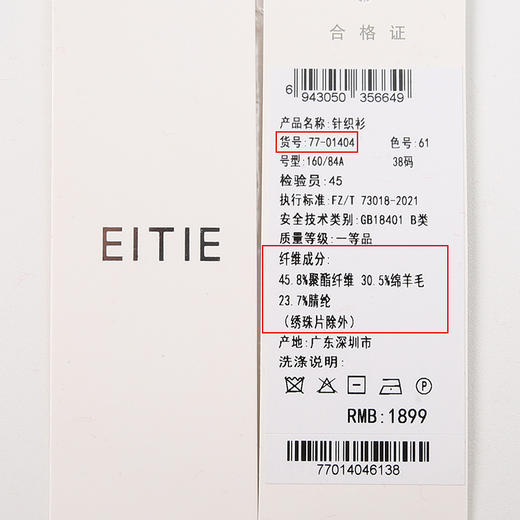 EITIE
合格证
6 943050 356649
产品名称:针织衫
货号:77-01404 色号:61
号型:160/84A 38码
检验员:45
执行标准:FZ/T 73018-2021
安全技术类别:GB18401 B类
质量等级:一等品
纤维成分:
45.8%聚酯纤维 30.5%绵羊毛
23.7%腈纶
(绣珠片除外)
产地:广东深圳市
洗涤说明:
P
RMB:1899
77014046138